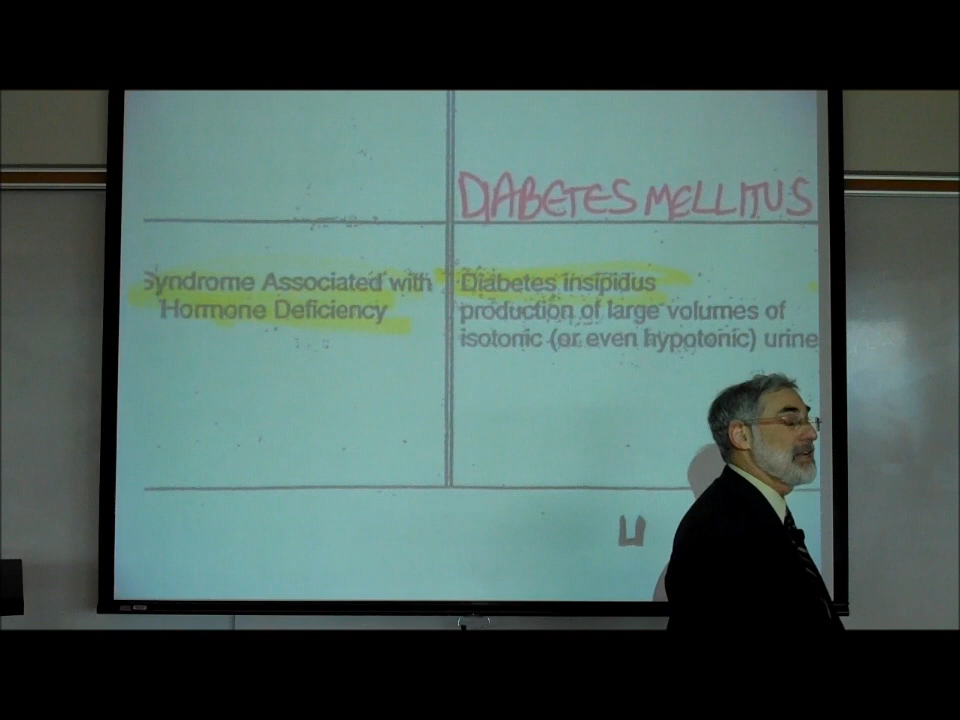 DIABETES MELLITUS
Syndrome Associated with
Hormone Deficiency
Diabetes insipidus
production of large volumes of
isotonic (or even hypotonic) urine
4